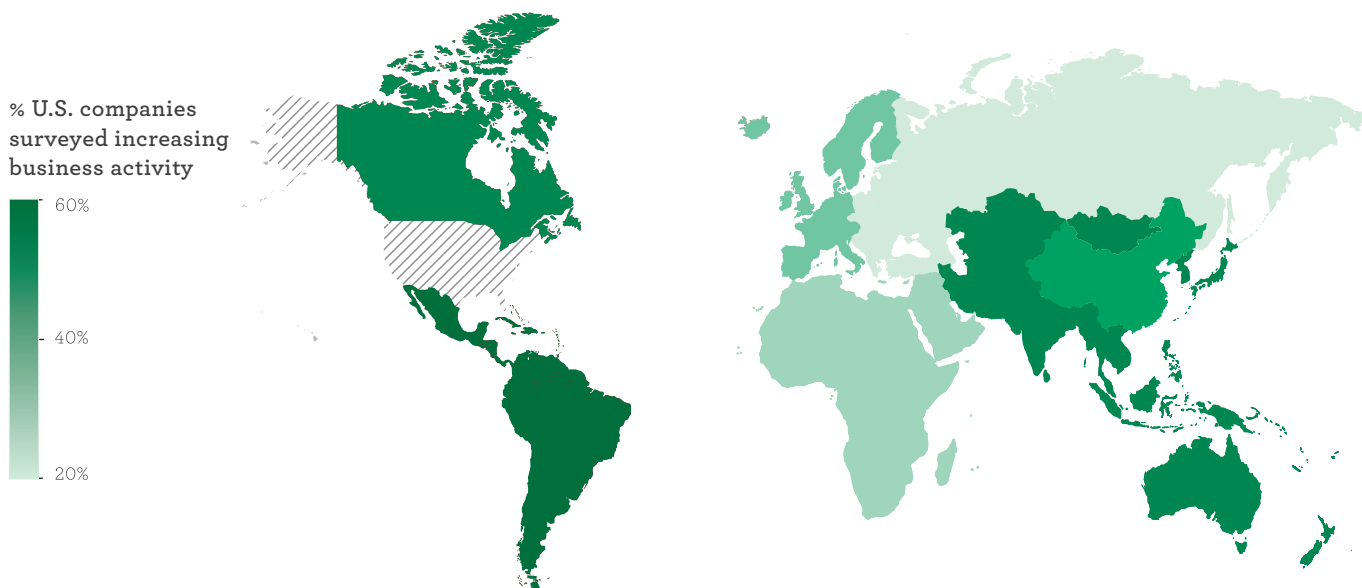 % U.S. companies
surveyed increasing
business activity
60%
40%
20%